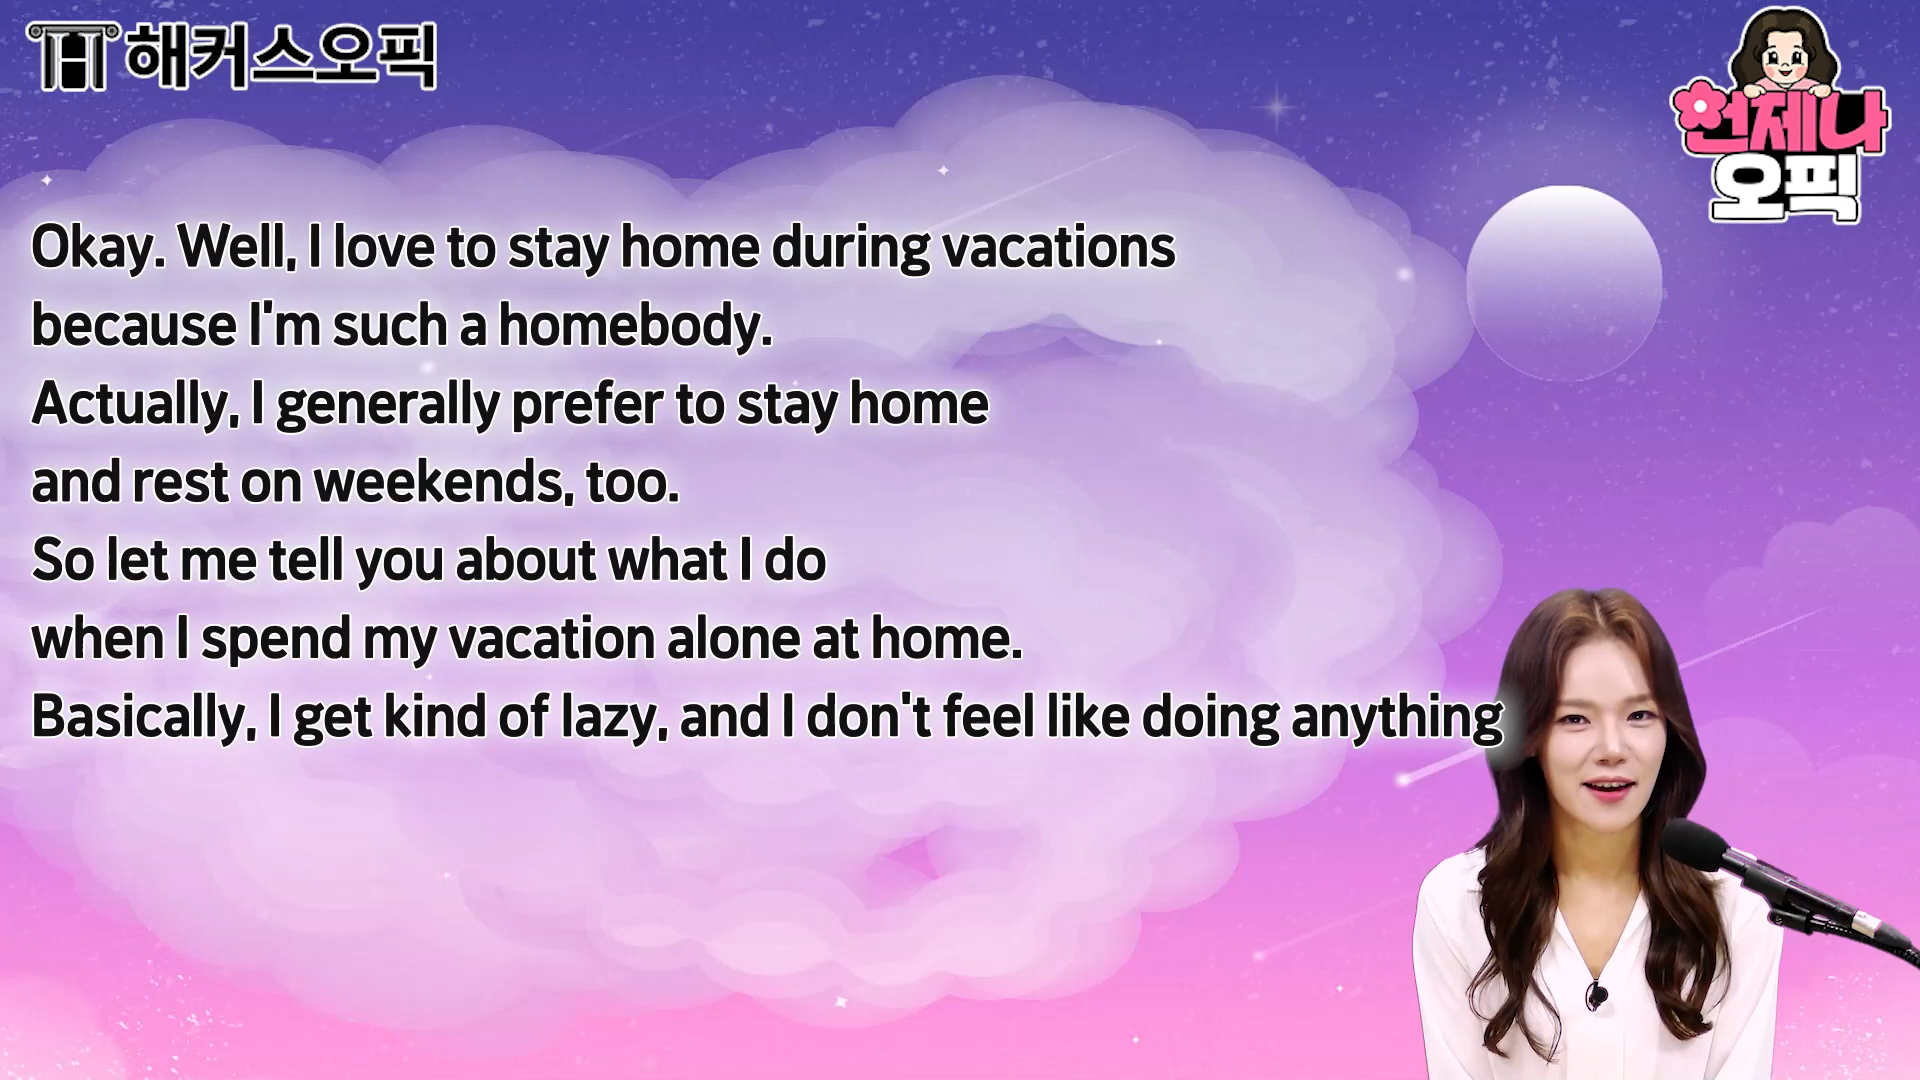 해커스오픽
언제나
오픽
Okay. Well, I love to stay home during vacations
because I'm such a homebody.
Actually, I generally prefer to stay home
and rest on weekends, too.
So let me tell you about what I do
when I spend my vacation alone at home.
Basically, I get kind of lazy, and I don't feel like doing anything